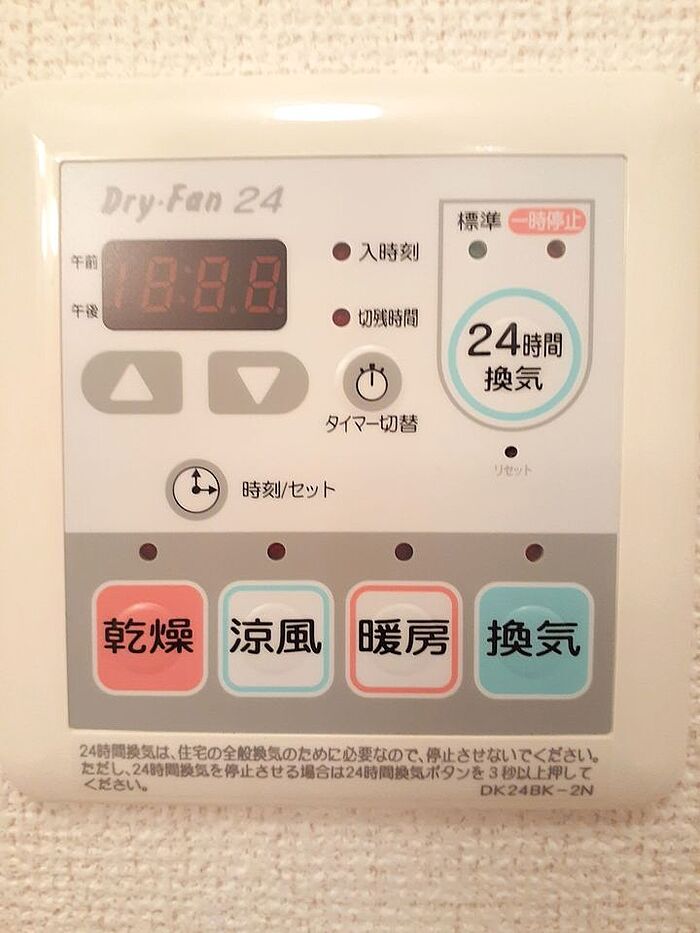 Dry・Fan 24
午前
午後
入時刻
切残時間
タイマー切替
標準 一時停止
24時間
換気
リセット
時刻/セット
乾燥 涼風 暖房 換気
24時間換気は、住宅の全般換気のために必要なので、停止させないでください。
ただし、24時間換気を停止させる場合は24時間換気ボタンを3秒以上押して
ください。
DK24BK-2N